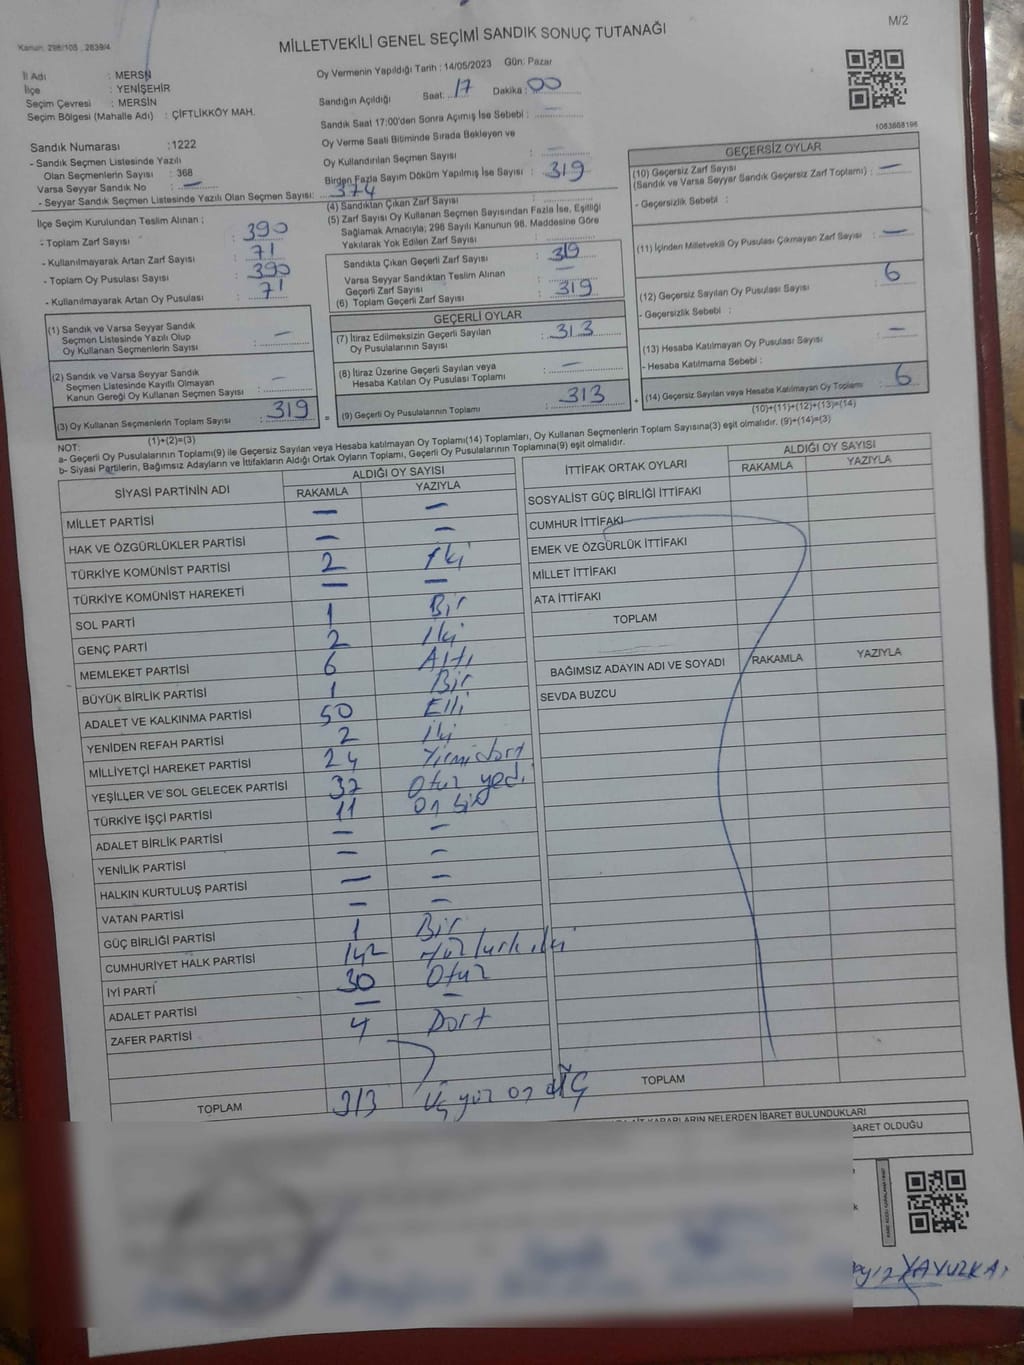 M/2
Kanun: 298/105 , 2839/4
MİLLETVEKİLİ GENEL SEÇİMİ SANDIK SONUÇ TUTANAĞI
İl Adı : MERSİN
İlçe : YENİŞEHİR
Seçim Çevresi : MERSİN
Seçim Bölgesi (Mahalle Adı) : ÇİFTLİKKÖY MAH.
Sandık Numarası : 1222
- Sandık Seçmen Listesinde Yazılı
Olan Seçmenlerin Sayısı : 368
Varsa Seyyar Sandık No : —
- Seyyar Sandık Seçmen Listesinde Yazılı Olan Seçmen Sayısı: 374
Oy Vermenin Yapıldığı Tarih : 14/05/2023 Gün: Pazar
Sandığın Açıldığı Saat: 17 Dakika : 00
Sandık Saat 17:00'den Sonra Açımış İse Sebebi : —
Oy Verme Saati Bitiminde Sırada Bekleyen ve
Oy Kullandırılan Seçmen Sayısı : —
Birden Fazla Sayım Döküm Yapılmış İse Sayısı : 319
1063668196
İlçe Seçim Kurulundan Teslim Alınan ;
- Toplam Zarf Sayısı : 390
- Kullanılmayarak Artan Zarf Sayısı : 71
- Toplam Oy Pusulası Sayısı : 390
- Kullanılmayarak Artan Oy Pusulası : 71
(1) Sandık ve Varsa Seyyar Sandık
Seçmen Listesinde Yazılı Olup
Oy Kullanan Seçmenlerin Sayısı : —
(2) Sandık ve Varsa Seyyar Sandık
Seçmen Listesinde Kayıtlı Olmayan
Kanun Gereği Oy Kullanan Seçmen Sayısı : —
(3) Oy Kullanan Seçmenlerin Toplam Sayısı : 319
(1)+(2)=(3)
(4) Sandıktan Çıkan Zarf Sayısı :
(5) Zarf Sayısı Oy Kullanan Seçmen Sayısından Fazla İse, Eşitliği
Sağlamak Amacıyla; 298 Sayılı Kanunun 98. Maddesine Göre
Yakılarak Yok Edilen Zarf Sayısı :
Sandıkta Çıkan Geçerli Zarf Sayısı : 319
Varsa Seyyar Sandıktan Teslim Alınan
Geçerli Zarf Sayısı : —
(6) Toplam Geçerli Zarf Sayısı : 319
GEÇERLİ OYLAR
(7) İtiraz Edilmeksizin Geçerli Sayılan
Oy Pusulalarının Sayısı : 313
(8) İtiraz Üzerine Geçerli Sayılan veya
Hesaba Katılan Oy Pusulası Toplamı : —
(9) Geçerli Oy Pusulalarının Toplamı : 313
GEÇERSİZ OYLAR
(10) Geçersiz Zarf Sayısı
(Sandık ve Varsa Seyyar Sandık Geçersiz Zarf Toplamı) : —
- Geçersizlik Sebebi :
(11) İçinden Milletvekili Oy Pusulası Çıkmayan Zarf Sayısı : —
(12) Geçersiz Sayılan Oy Pusulası Sayısı : 6
- Geçersizlik Sebebi :
(13) Hesaba Katılmayan Oy Pusulası Sayısı : —
- Hesaba Katılmama Sebebi :
(14) Geçersiz Sayılan veya Hesaba Katılmayan Oy Toplamı : 6
(10)+(11)+(12)+(13)=(14)
NOT:
a- Geçerli Oy Pusulalarının Toplamı(9) ile Geçersiz Sayılan veya Hesaba katılmayan Oy Toplamı(14) Toplamları, Oy Kullanan Seçmenlerin Toplam Sayısına(3) eşit olmalıdır. (9)+(14)=(3)
b- Siyasi Partilerin, Bağımsız Adayların ve İttifakların Aldığı Ortak Oyların Toplamı, Geçerli Oy Pusulalarının Toplamına(9) eşit olmalıdır.
SİYASİ PARTİNİN ADI ALDIĞI OY SAYISI
RAKAMLA YAZIYLA
MİLLET PARTİSİ — —
HAK VE ÖZGÜRLÜKLER PARTİSİ — —
TÜRKİYE KOMÜNİST PARTİSİ 2 İki
TÜRKİYE KOMÜNİST HAREKETİ — —
SOL PARTİ 1 Bir
GENÇ PARTİ 2 İki
MEMLEKET PARTİSİ 6 Altı
BÜYÜK BİRLİK PARTİSİ 1 Bir
ADALET VE KALKINMA PARTİSİ 50 Elli
YENİDEN REFAH PARTİSİ 2 İki
MİLLİYETÇİ HAREKET PARTİSİ 24 Yirmidört
YEŞİLLER VE SOL GELECEK PARTİSİ 37 Otuz yedi
TÜRKİYE İŞÇİ PARTİSİ 11 On bir
ADALET BİRLİK PARTİSİ — —
YENİLİK PARTİSİ — —
HALKIN KURTULUŞ PARTİSİ — —
VATAN PARTİSİ — —
GÜÇ BİRLİĞİ PARTİSİ 1 Bir
CUMHURİYET HALK PARTİSİ 142 Yüzkırk iki
İYİ PARTİ 30 Otuz
ADALET PARTİSİ — —
ZAFER PARTİSİ 4 Dört
TOPLAM 313 Üç yüz on üç
İTTİFAK ORTAK OYLARI ALDIĞI OY SAYISI
RAKAMLA YAZIYLA
SOSYALİST GÜÇ BİRLİĞİ İTTİFAKI
CUMHUR İTTİFAKI
EMEK VE ÖZGÜRLÜK İTTİFAKI
MİLLET İTTİFAKI
ATA İTTİFAKI
TOPLAM
BAĞIMSIZ ADAYIN ADI VE SOYADI RAKAMLA YAZIYLA
SEVDA BUZCU
TOPLAM
KARARLARIN NELERDEN İBARET BULUNDUKLARI
BARET OLDUĞU
YAVUZKA